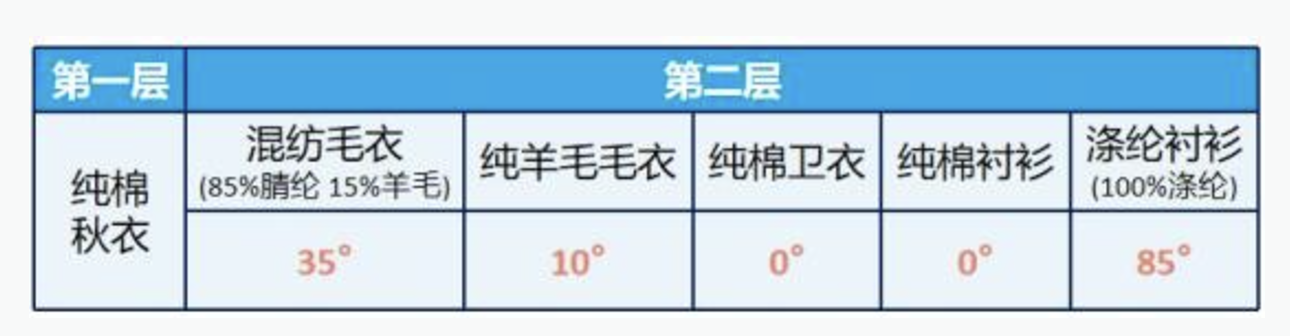 第一层
第二层
纯棉
秋衣
混纺毛衣
(85%腈纶 15%羊毛)
纯羊毛毛衣
纯棉卫衣
纯棉衬衫
涤纶衬衫
(100%涤纶)
35°
10°
0°
0°
85°